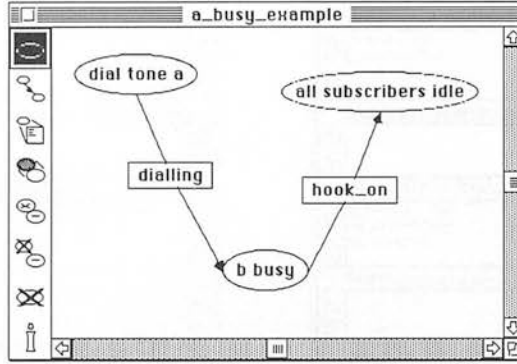 a_busy_example
dial tone a
all subscribers idle
dialling
hook_on
b busy